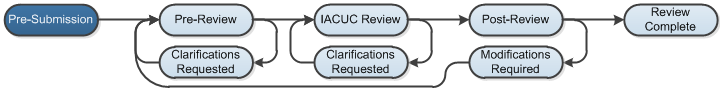 Pre-Submission
Pre-Review
IACUC Review
Post-Review
Review
Complete
Clarifications
Requested
Clarifications
Requested
Modifications
Required